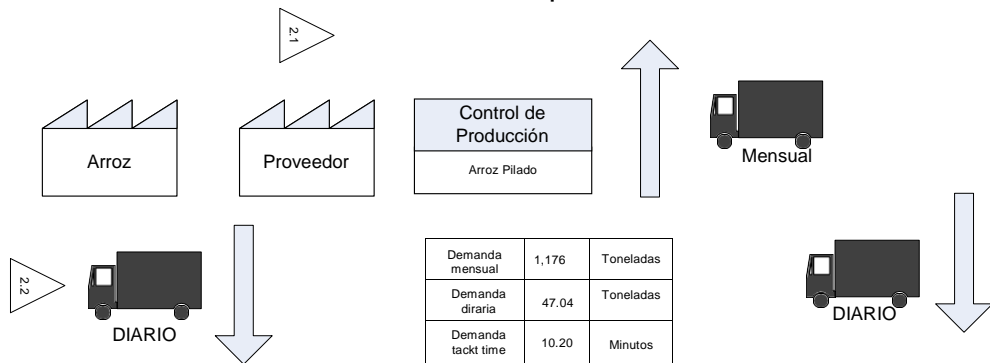 2.1
Arroz
Proveedor
Control de
Producción
Arroz Pilado
Mensual
2.2
DIARIO
Demanda
mensual
1,176
Toneladas
Demanda
diraria
47.04
Toneladas
Demanda
tackt time
10.20
Minutos
DIARIO